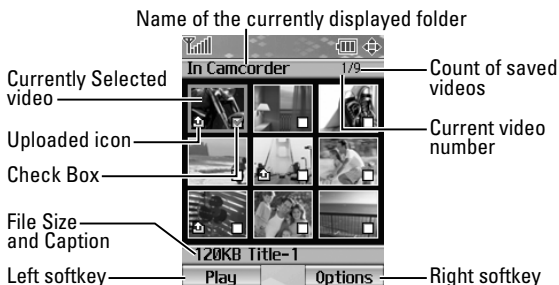 Name of the currently displayed folder
In Camcorder 1/9
Currently Selected
video
Count of saved
videos
Uploaded icon
Current video
number
Check Box
File Size
and Caption
120KB Title-1
Left softkey
Play
Options
Right softkey